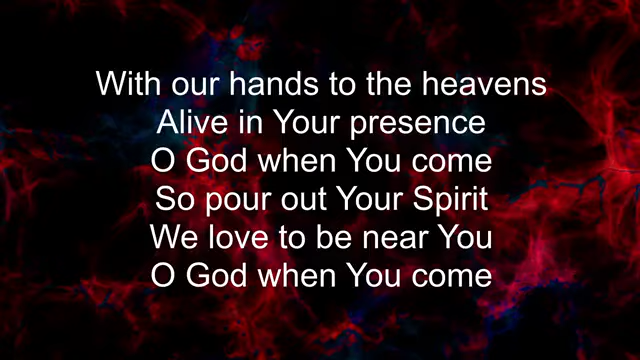 With our hands to the heavens
Alive in Your presence
O God when You come
So pour out Your Spirit
We love to be near You
O God when You come